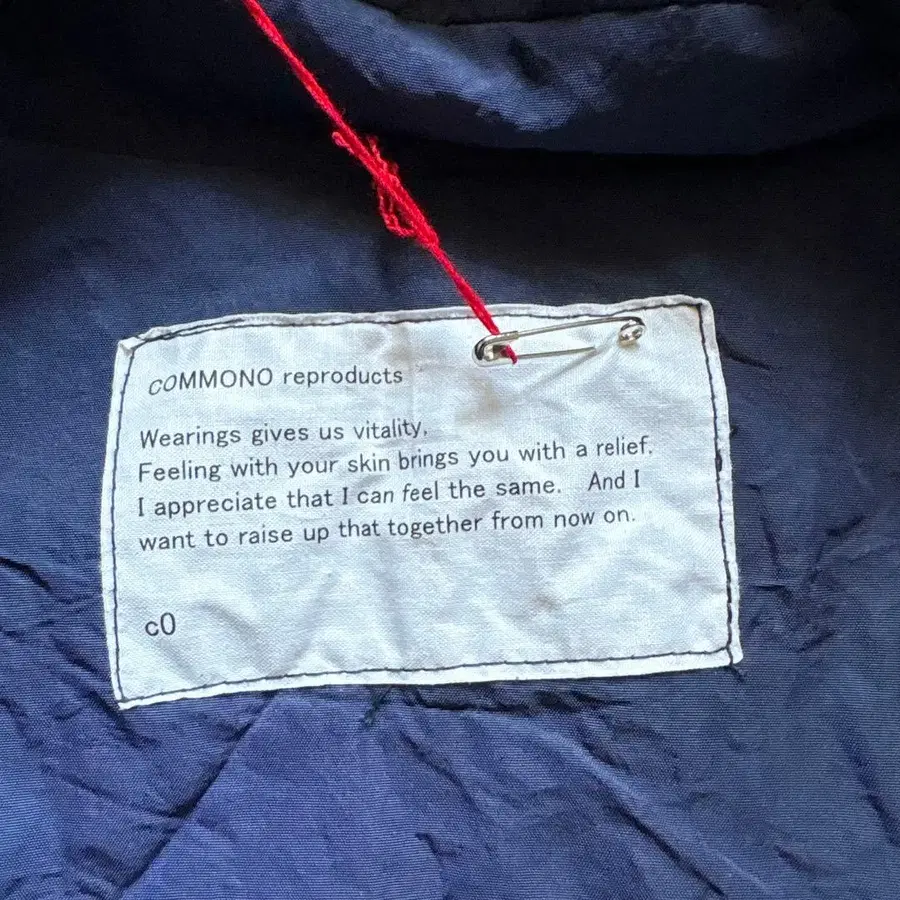 COMMONO reproducts
Wearings gives us vitality,
Feeling with your skin brings you with a relief.
I appreciate that I can feel the same. And I
want to raise up that together from now on.
c0